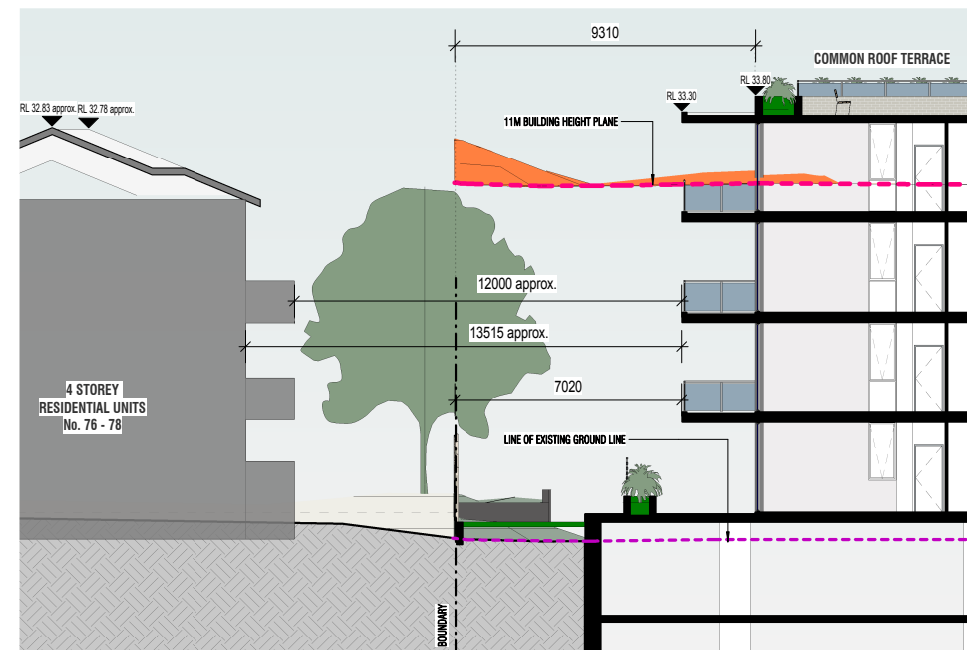 9310
COMMON ROOF TERRACE
RL 33.80
RL 32.83 approx. RL 32.78 approx.
RL 33.30
11M BUILDING HEIGHT PLANE
12000 approx.
13515 approx.
7020
4 STOREY
RESIDENTIAL UNITS
No. 76 - 78
LINE OF EXISTING GROUND LINE
BOUNDARY